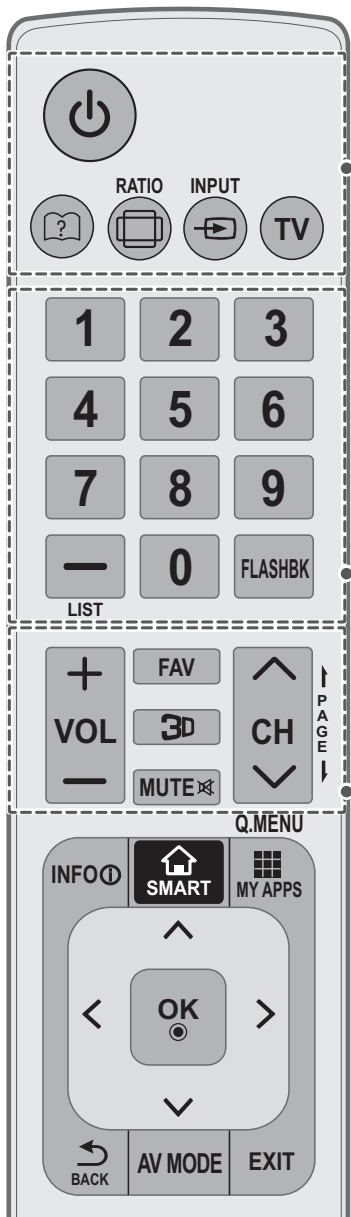 RATIO INPUT
? TV
1 2 3
4 5 6
7 8 9
— 0 FLASHBK
LIST
+ FAV
VOL 3D CH PAGE
— MUTE
Q.MENU
INFO SMART MY APPS
OK
BACK AV MODE EXIT